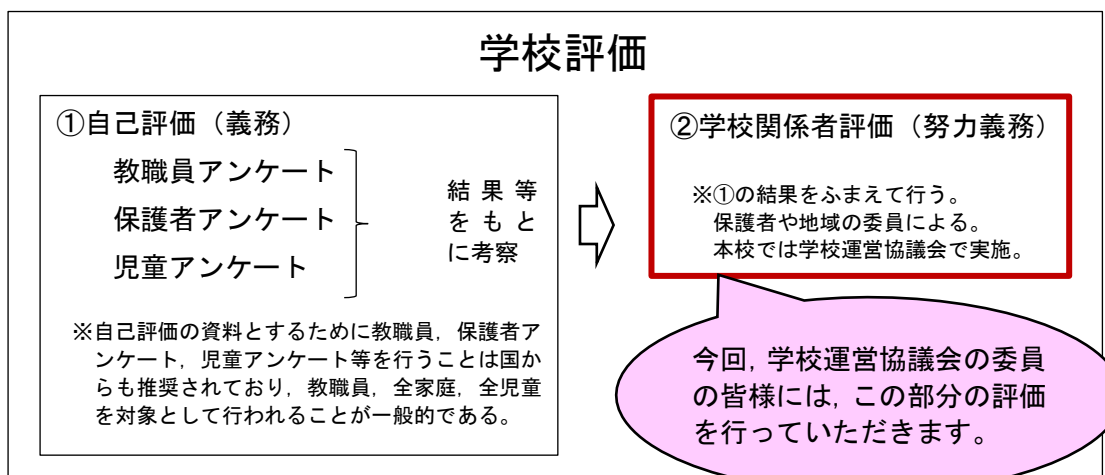 学校評価
①自己評価（義務）
教職員アンケート
保護者アンケート
児童アンケート
結果等
をもと
に考察
※自己評価の資料とするために教職員，保護者ア
ンケート，児童アンケート等を行うことは国か
らも推奨されており，教職員，全家庭，全児童
を対象として行われることが一般的である。
②学校関係者評価（努力義務）
※①の結果をふまえて行う。
保護者や地域の委員による。
本校では学校運営協議会で実施。
今回，学校運営協議会の委員
の皆様には，この部分の評価
を行っていただきます。